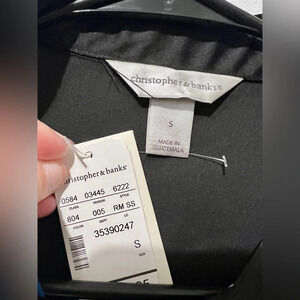 christopher & banks®
S
MADE IN
GUATEMALA
christopher & banks
0584 03445 6222
CLASS VENDOR STYLE
804 005 RM SS
COLOR DEPT LC
35390247
S